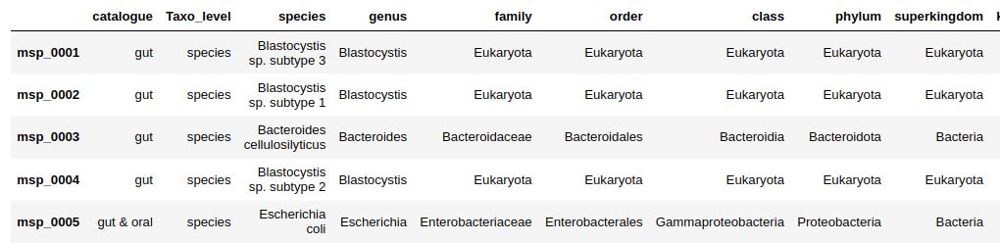 catalogue Taxo_level species genus family order class phylum superkingdom
msp_0001 gut species Blastocystis sp. subtype 3 Blastocystis Eukaryota Eukaryota Eukaryota Eukaryota Eukaryota
msp_0002 gut species Blastocystis sp. subtype 1 Blastocystis Eukaryota Eukaryota Eukaryota Eukaryota Eukaryota
msp_0003 gut species Bacteroides cellulosilyticus Bacteroides Bacteroidaceae Bacteroidales Bacteroidia Bacteroidota Bacteria
msp_0004 gut species Blastocystis sp. subtype 2 Blastocystis Eukaryota Eukaryota Eukaryota Eukaryota Eukaryota
msp_0005 gut & oral species Escherichia coli Escherichia Enterobacteriaceae Enterobacterales Gammaproteobacteria Proteobacteria Bacteria